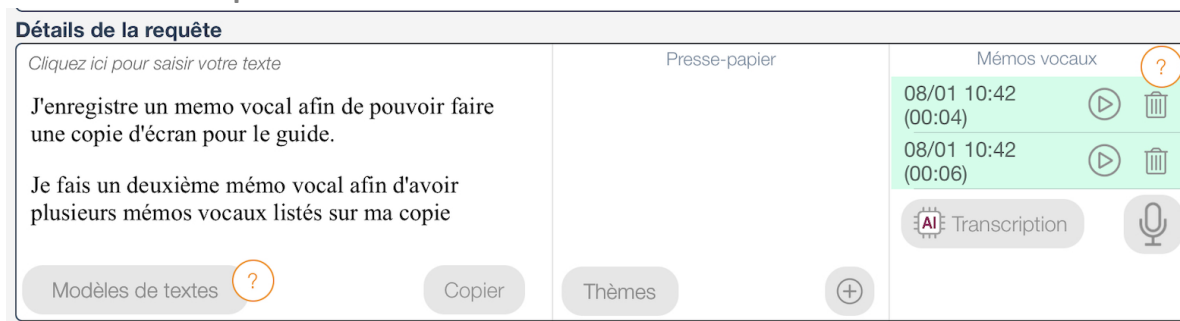 Détails de la requête
Cliquez ici pour saisir votre texte
J'enregistre un memo vocal afin de pouvoir faire
une copie d'écran pour le guide.
Je fais un deuxième mémo vocal afin d'avoir
plusieurs mémos vocaux listés sur ma copie
Modèles de textes
?
Copier
Presse-papier
Thèmes
Mémos vocaux
?
08/01 10:42
(00:04)
08/01 10:42
(00:06)
AI Transcription